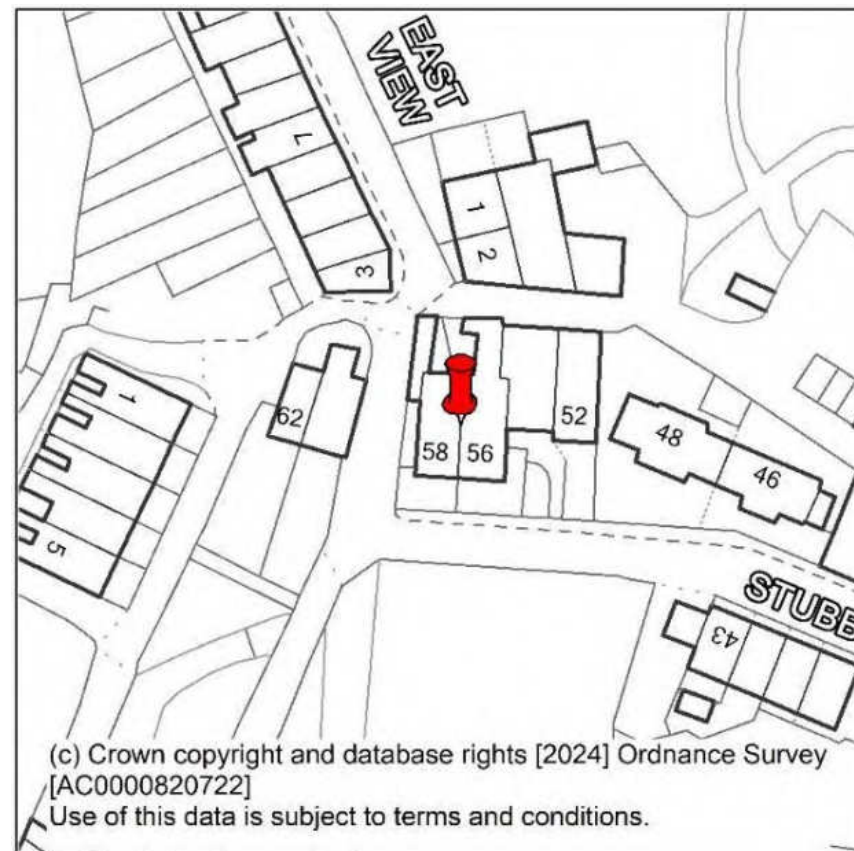 EAST
VIEW
7
1
2
3
1
62
52
58 56
48
46
5
STUBB
43
(c) Crown copyright and database rights [2024] Ordnance Survey
[AC0000820722]
Use of this data is subject to terms and conditions.